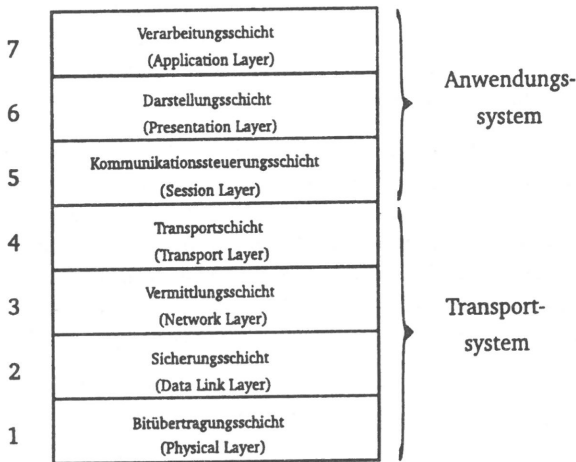 7
Verarbeitungsschicht
(Application Layer)
6
Darstellungsschicht
(Presentation Layer)
5
Kommunikationssteuerungsschicht
(Session Layer)
Anwendungs-
system
4
Transportschicht
(Transport Layer)
3
Vermittlungsschicht
(Network Layer)
2
Sicherungsschicht
(Data Link Layer)
1
Bitübertragungsschicht
(Physical Layer)
Transport-
system